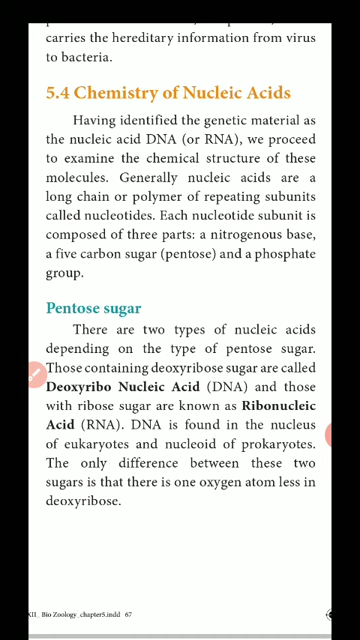 carries the hereditary information from virus
to bacteria.
5.4 Chemistry of Nucleic Acids
Having identified the genetic material as
the nucleic acid DNA (or RNA), we proceed
to examine the chemical structure of these
molecules. Generally nucleic acids are a
long chain or polymer of repeating subunits
called nucleotides. Each nucleotide subunit is
composed of three parts: a nitrogenous base,
a five carbon sugar (pentose) and a phosphate
group.
Pentose sugar
There are two types of nucleic acids
depending on the type of pentose sugar.
Those containing deoxyribose sugar are called
Deoxyribo Nucleic Acid (DNA) and those
with ribose sugar are known as Ribonucleic
Acid (RNA). DNA is found in the nucleus
of eukaryotes and nucleoid of prokaryotes.
The only difference between these two
sugars is that there is one oxygen atom less in
deoxyribose.
XII_ Bio Zoology_chapter5.indd 67